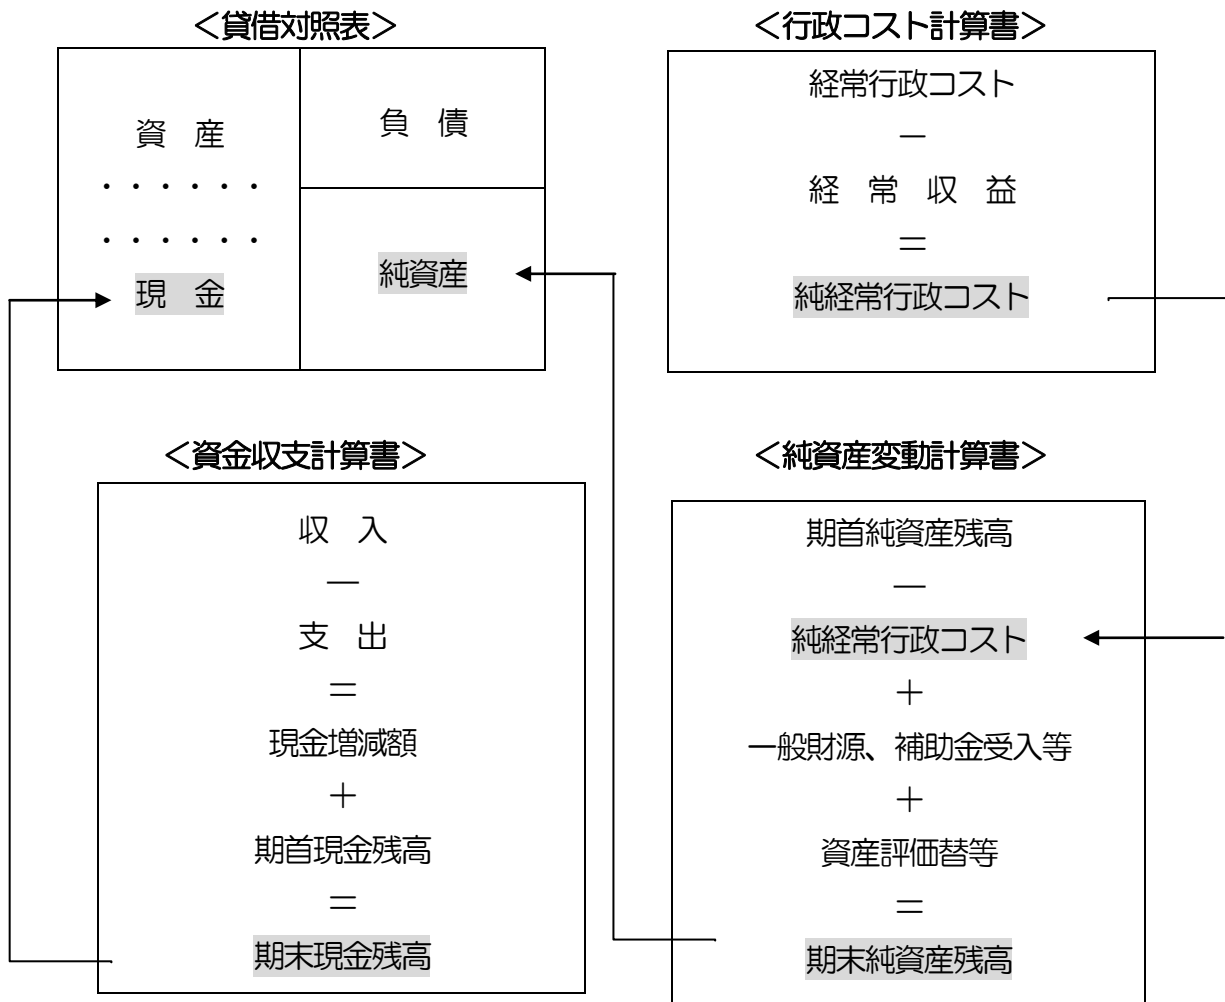 ＜貸借対照表＞
資　産
・・・・・・
・・・・・・
現　金
負　債
純資産
＜行政コスト計算書＞
経常行政コスト
－
経　常　収　益
＝
純経常行政コスト
＜資金収支計算書＞
収　入
－
支　出
＝
現金増減額
＋
期首現金残高
＝
期末現金残高
＜純資産変動計算書＞
期首純資産残高
－
純経常行政コスト
＋
一般財源、補助金受入等
＋
資産評価替等
＝
期末純資産残高